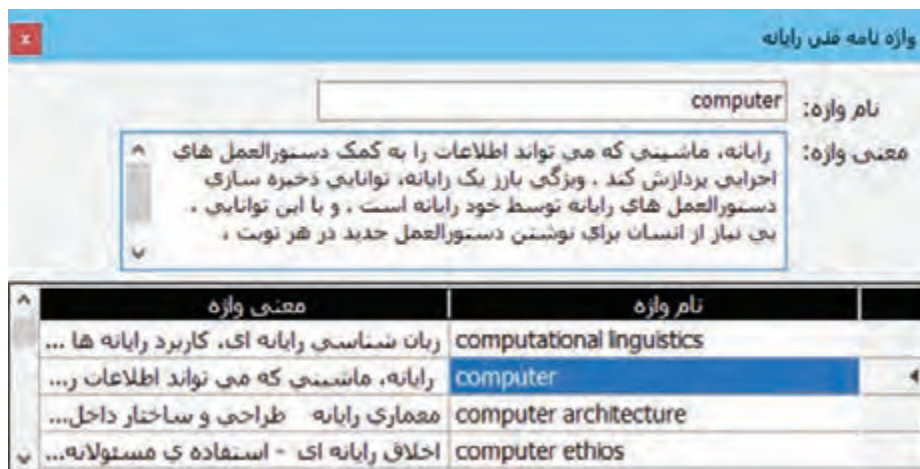 واژه نامه فنی رایانه
x
نام واژه: computer
معنی واژه: رایانه، ماشینی که می تواند اطلاعات را به کمک دستورالعمل های
اجرایی پردازش کند . ویژگی بارز یک رایانه، توانایی ذخیره سازی
دستورالعمل های رایانه توسط خود رایانه است . و با این توانایی .
بی نیاز از انسان برای نوشتن دستورالعمل جدید در هر نوبت ،
نام واژه معنی واژه
computational linguistics زبان شناسی رایانه ای، کاربرد رایانه ها ...
computer رایانه، ماشینی که می تواند اطلاعات ر...
computer architecture معماری رایانه طراحی و ساختار داخل...
computer ethios اخلاق رایانه ای - استفاده ی مسئولانه...